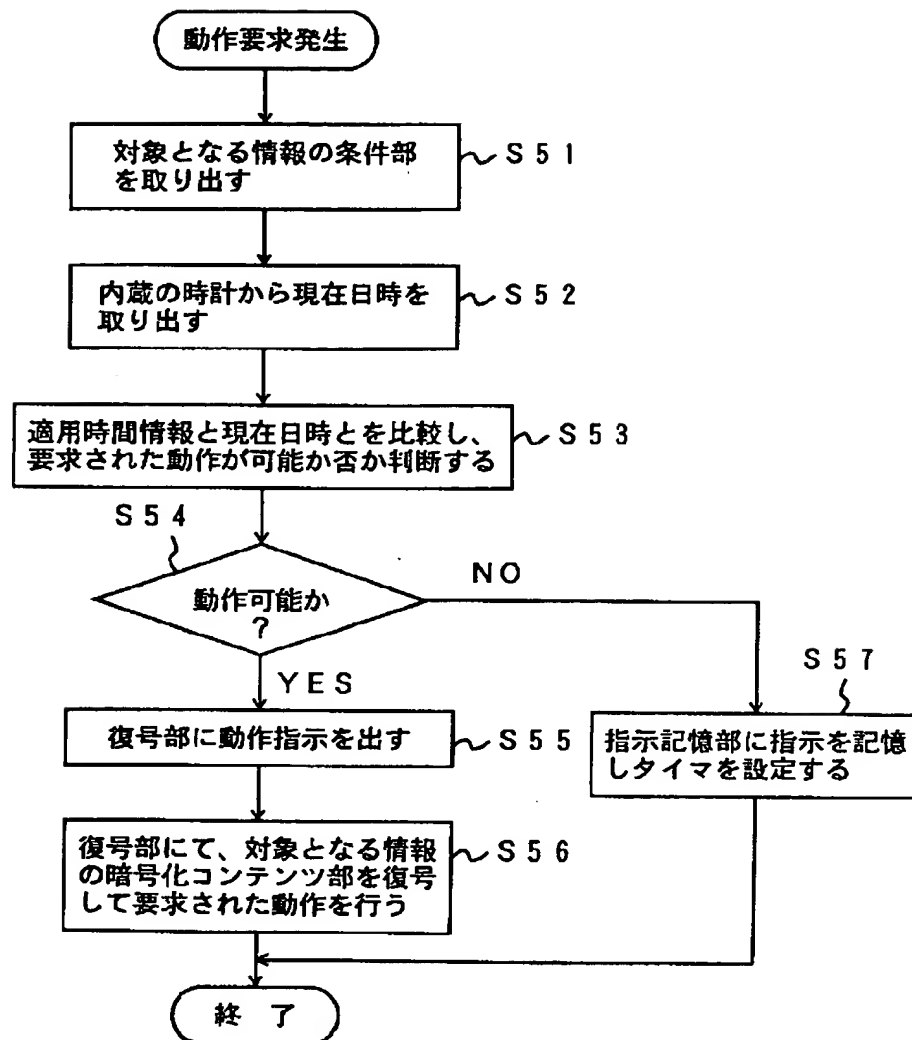 動作要求発生
対象となる情報の条件部
を取り出す
S51
内蔵の時計から現在日時を
取り出す
S52
適用時間情報と現在日時とを比較し、
要求された動作が可能か否か判断する
S53
S54
動作可能か
?
NO
YES
S57
復号部に動作指示を出す
S55
指示記憶部に指示を記憶
しタイマを設定する
復号部にて、対象となる情報
の暗号化コンテンツ部を復号
して要求された動作を行う
S56
終 了